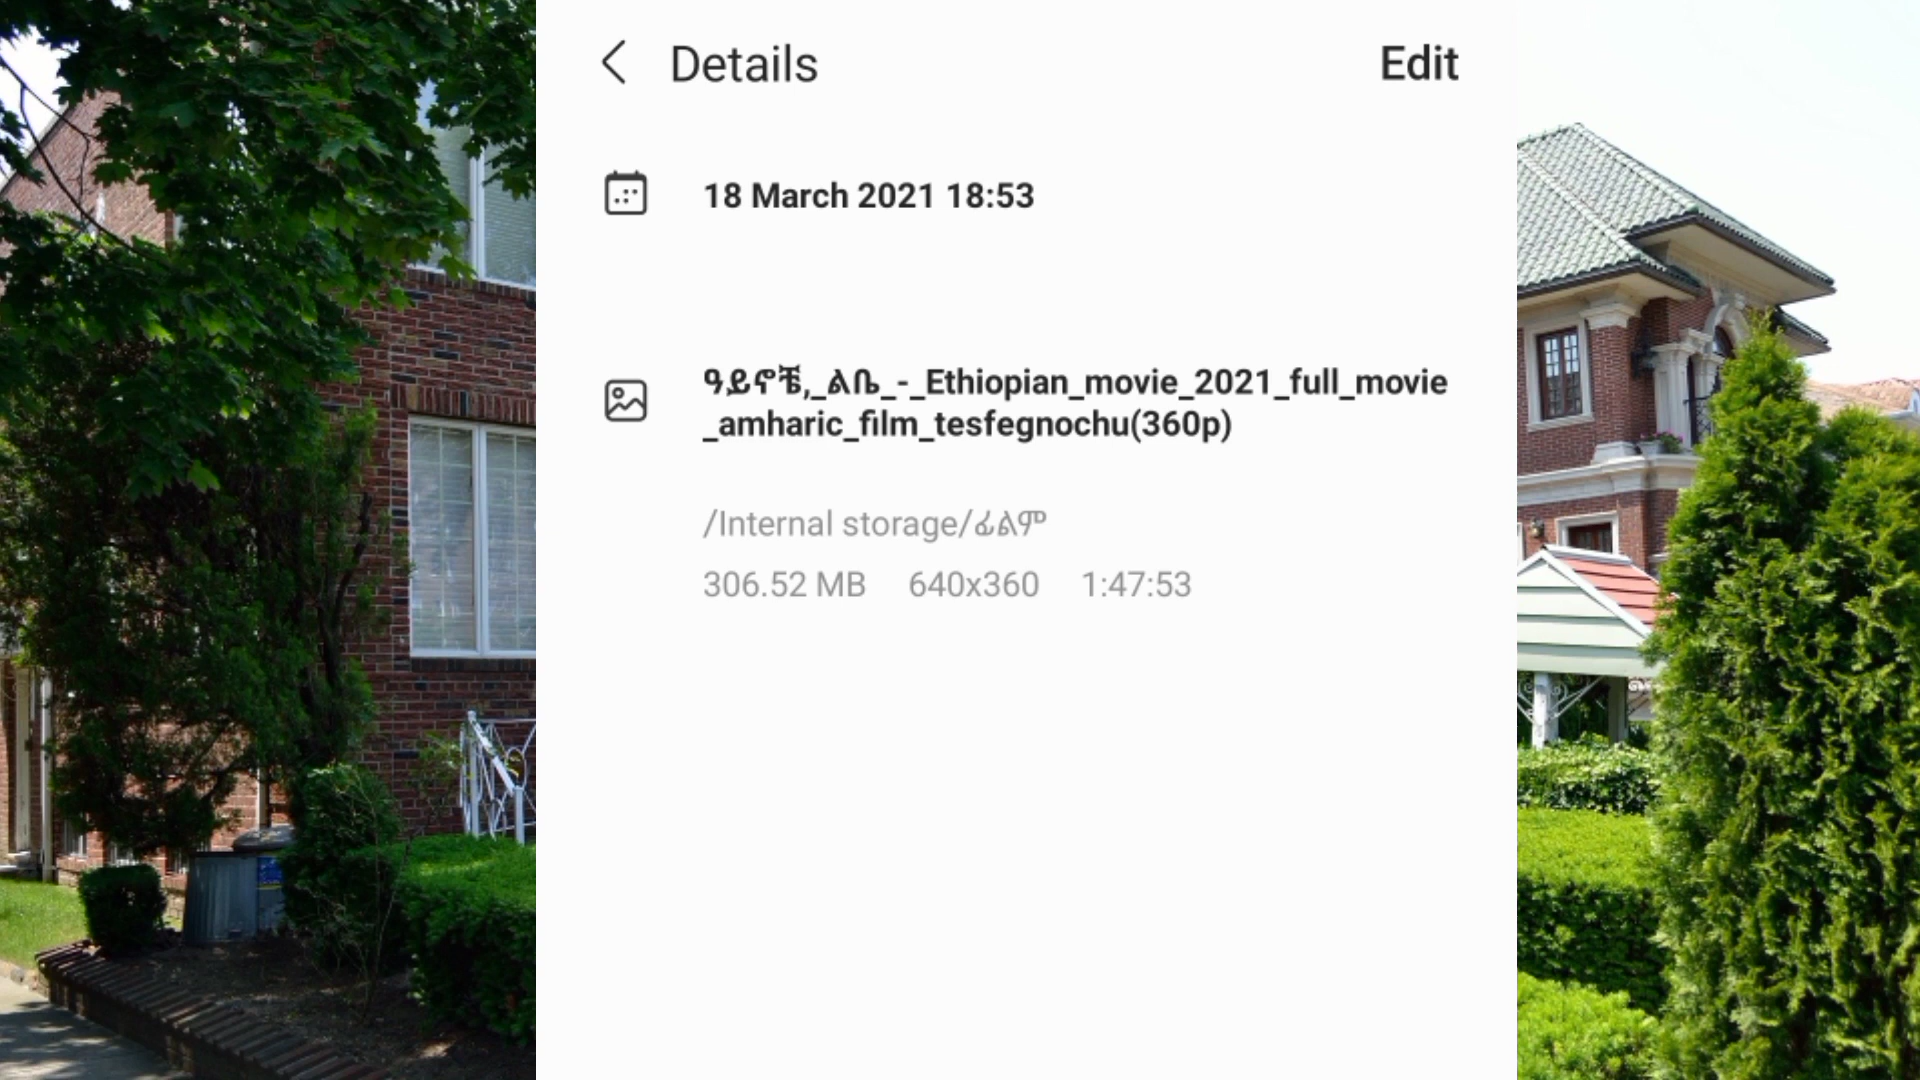 Details
Edit
18 March 2021 18:53
ዓይኖቼ,_ልቤ_-_Ethiopian_movie_2021_full_movie
_amharic_film_tesfegnochu(360p)
/Internal storage/ፊልም
306.52 MB 640x360 1:47:53